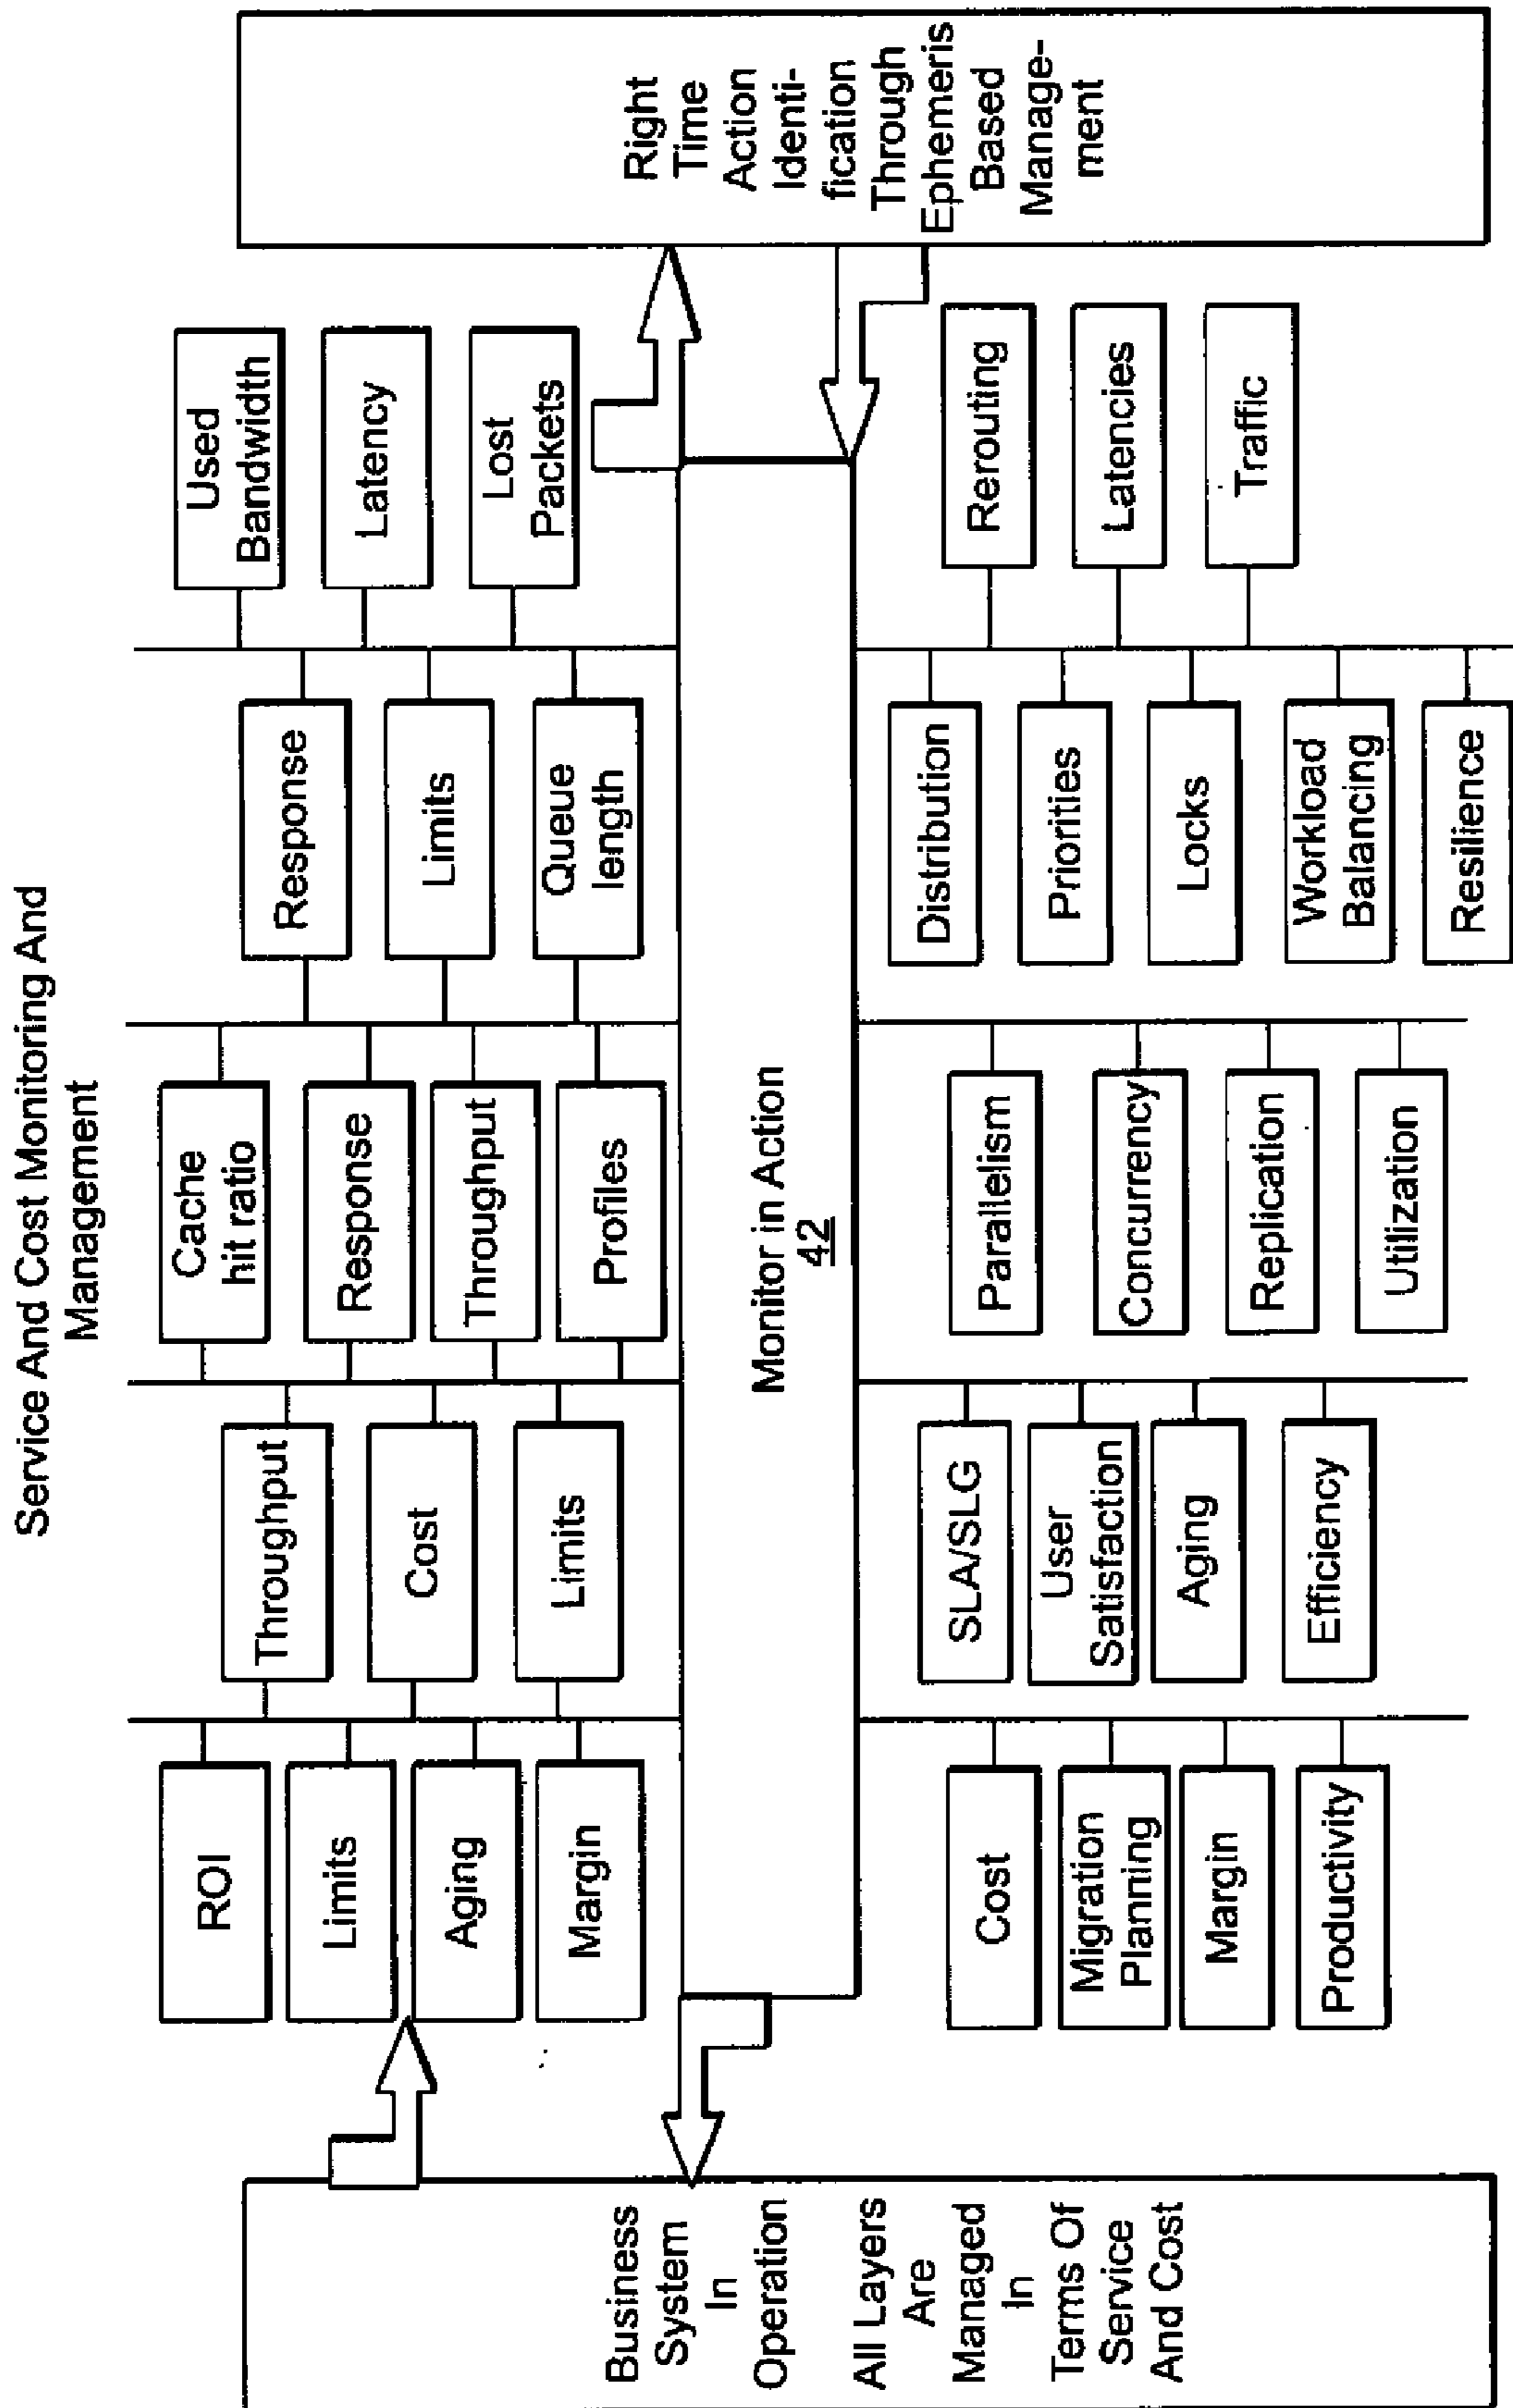 Service And Cost Monitoring And
Management
Business
System
In
Operation
All Layers
Are
Managed
In
Terms Of
Service
And Cost
ROI
Limits
Aging
Margin
Throughput
Cost
Limits
Cache
hit ratio
Response
Throughput
Profiles
Response
Limits
Queue
length
Used
Bandwidth
Latency
Lost
Packets
Monitor in Action
42
Cost
Migration
Planning
Margin
Productivity
SLA/SLG
User
Satisfaction
Aging
Efficiency
Parallelism
Concurrency
Replication
Utilization
Distribution
Priorities
Locks
Workload
Balancing
Resilience
Rerouting
Latencies
Traffic
Right
Time
Action
Identi-
fication
Through
Ephemeris
Based
Manage-
ment